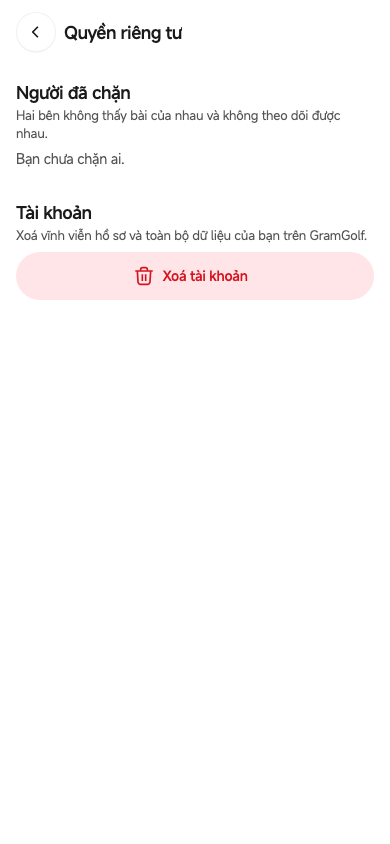 Quyền riêng tư
Người đã chặn
Hai bên không thấy bài của nhau và không theo dõi được
nhau.
Bạn chưa chặn ai.
Tài khoản
Xoá vĩnh viễn hồ sơ và toàn bộ dữ liệu của bạn trên GramGolf.
Xoá tài khoản